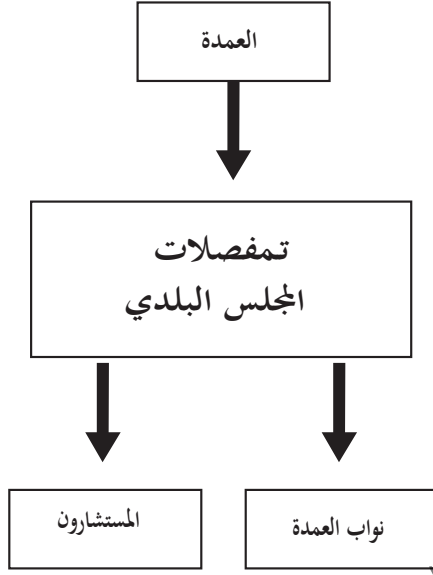 العمدة
تمفصلات
المجلس البلدي
نواب العمدة
المستشارون